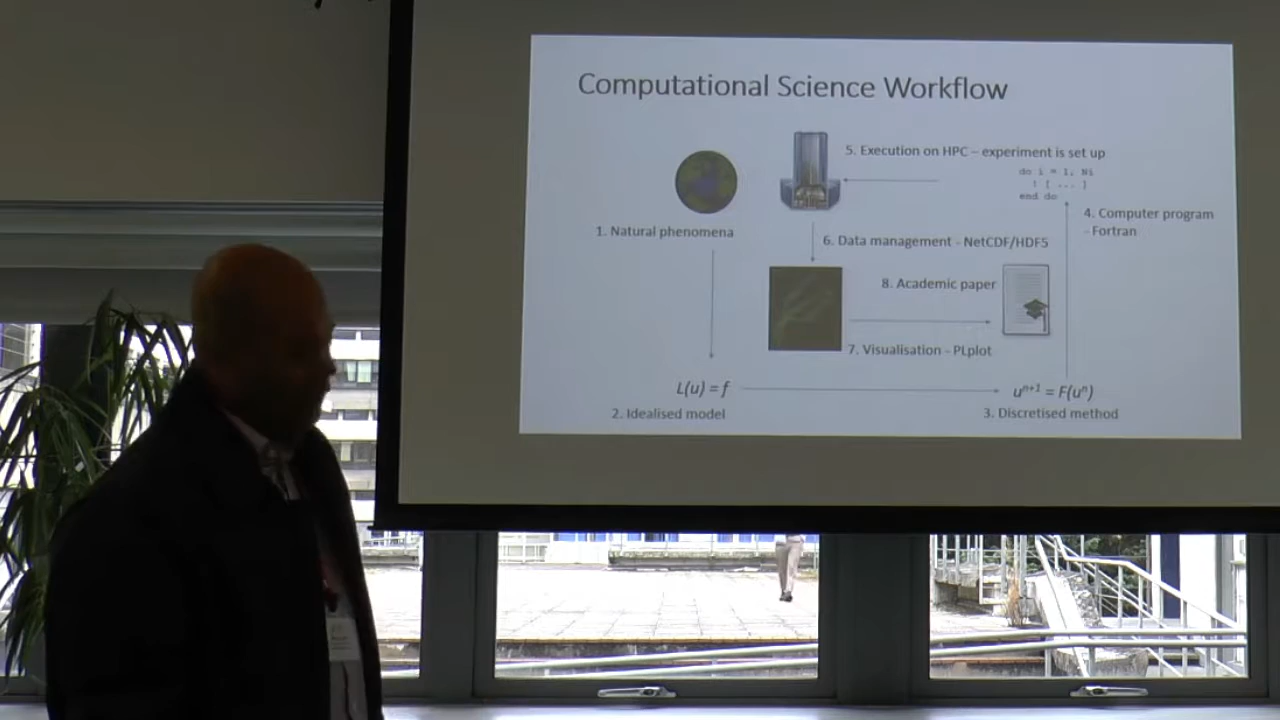 Computational Science Workflow
5. Execution on HPC – experiment is set up
do i = 1, Ni
! [ ... ]
end do
4. Computer program
- Fortran
1. Natural phenomena
6. Data management - NetCDF/HDF5
8. Academic paper
7. Visualisation - PLplot
L(u) = f
uⁿ⁺¹ = F(uⁿ)
2. Idealised model
3. Discretised method